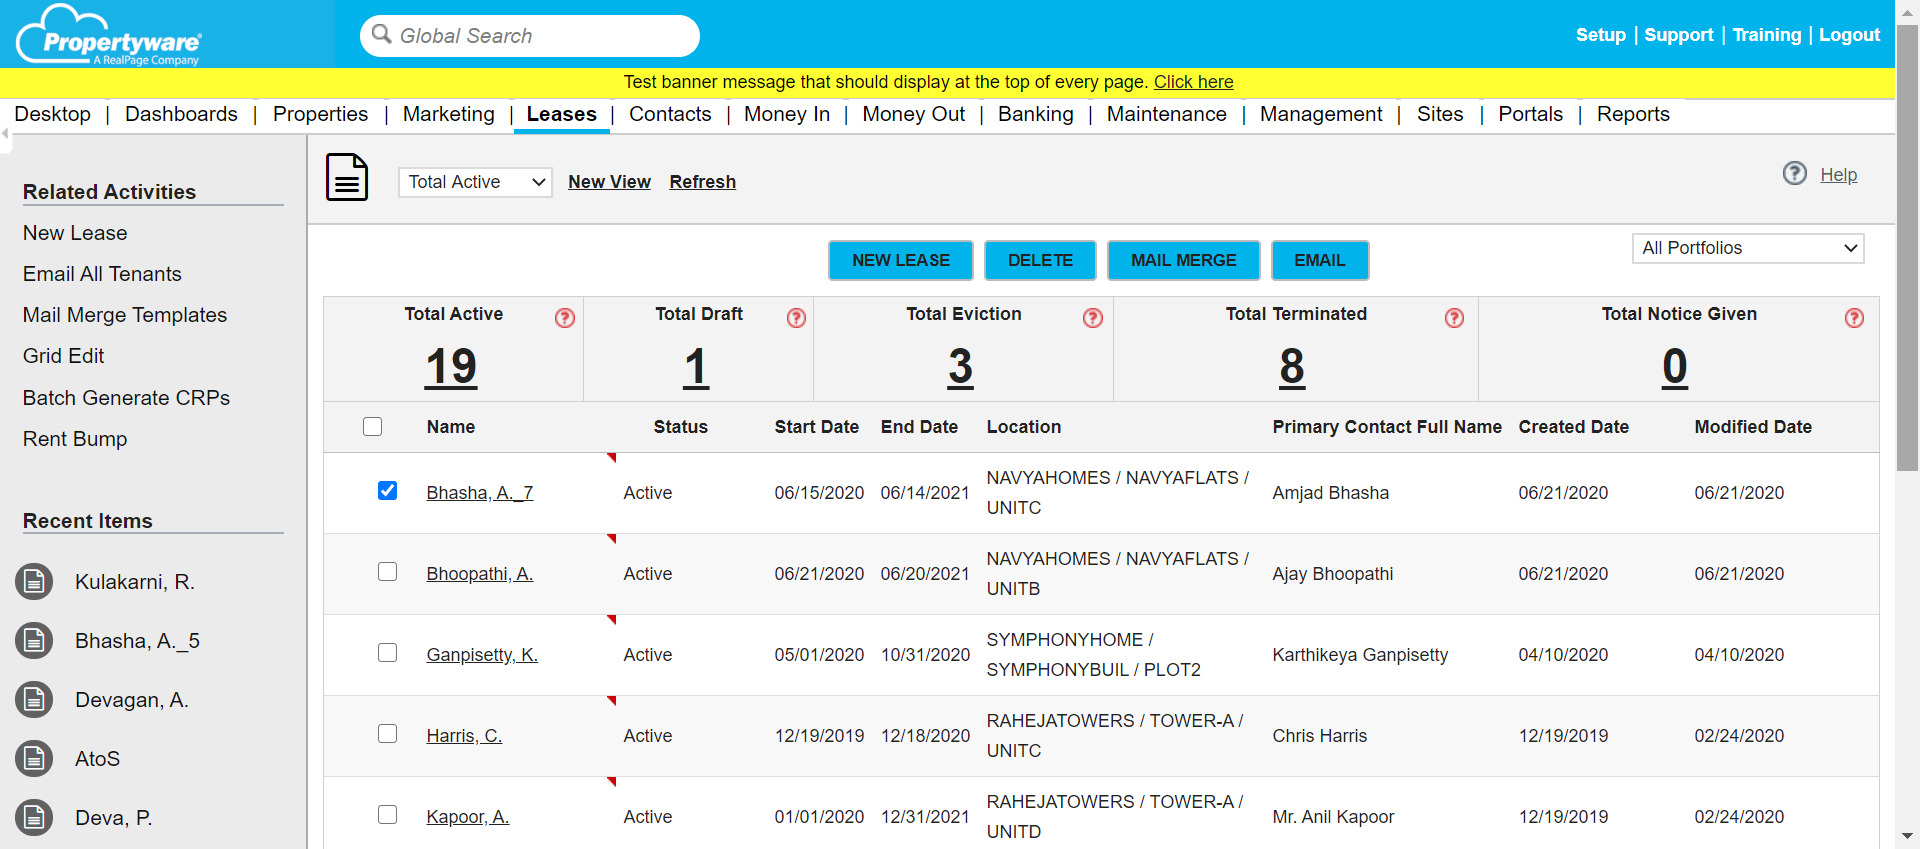 Propertyware
A RealPage Company
Global Search
Setup | Support | Training | Logout
Test banner message that should display at the top of every page. Click here
Desktop | Dashboards | Properties | Marketing | Leases | Contacts | Money In | Money Out | Banking | Maintenance | Management | Sites | Portals | Reports
Related Activities
New Lease
Email All Tenants
Mail Merge Templates
Grid Edit
Batch Generate CRPs
Rent Bump
Recent Items
Kulakarni, R.
Bhasha, A._5
Devagan, A.
AtoS
Deva, P.
Total Active New View Refresh
? Help
NEW LEASE DELETE MAIL MERGE EMAIL
All Portfolios
Total Active ? Total Draft ? Total Eviction ? Total Terminated ? Total Notice Given ?
19 1 3 8 0
Name Status Start Date End Date Location Primary Contact Full Name Created Date Modified Date
Bhasha, A._7 Active 06/15/2020 06/14/2021 NAVYAHOMES / NAVYAFLATS /
UNITC Amjad Bhasha 06/21/2020 06/21/2020
Bhoopathi, A. Active 06/21/2020 06/20/2021 NAVYAHOMES / NAVYAFLATS /
UNITB Ajay Bhoopathi 06/21/2020 06/21/2020
Ganpisetty, K. Active 05/01/2020 10/31/2020 SYMPHONYHOME /
SYMPHONYBUIL / PLOT2 Karthikeya Ganpisetty 04/10/2020 04/10/2020
Harris, C. Active 12/19/2019 12/18/2020 RAHEJATOWERS / TOWER-A /
UNITC Chris Harris 12/19/2019 02/24/2020
Kapoor, A. Active 01/01/2020 12/31/2021 RAHEJATOWERS / TOWER-A /
UNITD Mr. Anil Kapoor 12/19/2019 02/24/2020